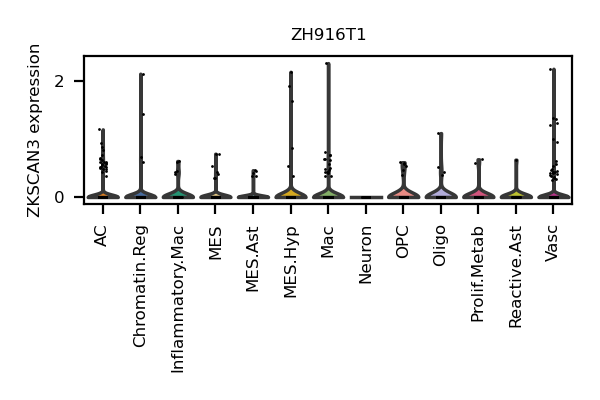 ZH916T1
ZKSCAN3 expression
2
0
AC
Chromatin.Reg
Inflammatory.Mac
MES
MES.Ast
MES.Hyp
Mac
Neuron
OPC
Oligo
Prolif.Metab
Reactive.Ast
Vasc